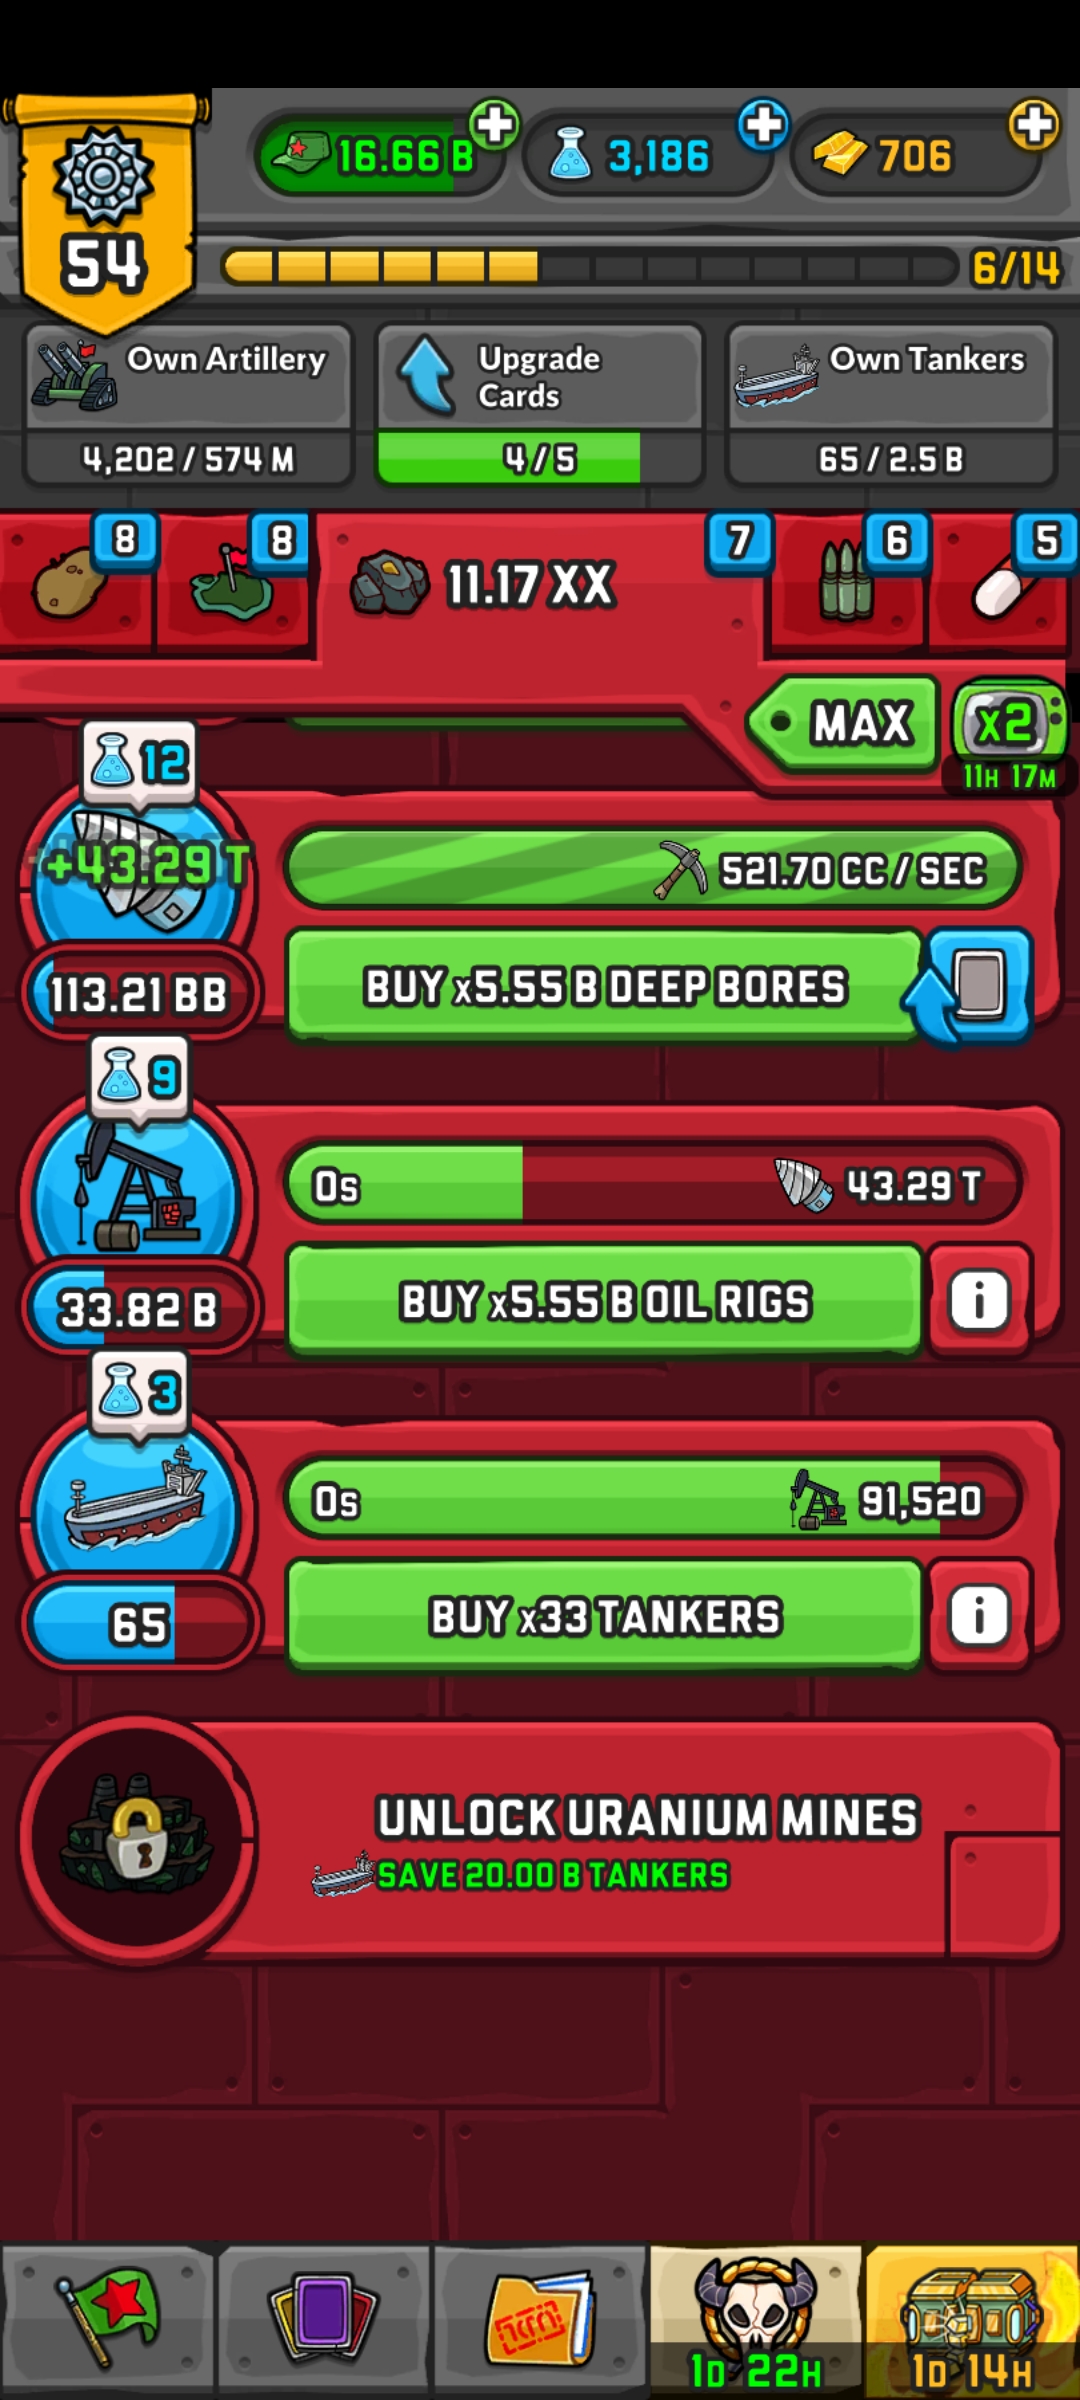 16.66 B
3,186
706
54
6/14
Own Artillery
4,202 / 574 M
Upgrade
Cards
4 / 5
Own Tankers
65 / 2.5 B
8
8
11.17 XX
7
6
5
MAX
x2
11H 17M
12
+43.29 T
521.70 CC / SEC
113.21 BB
BUY x5.55 B DEEP BORES
9
0s
43.29 T
33.82 B
BUY x5.55 B OIL RIGS
i
3
0s
91,520
65
BUY x33 TANKERS
i
UNLOCK URANIUM MINES
SAVE 20.00 B TANKERS
1D 22H
1D 14H